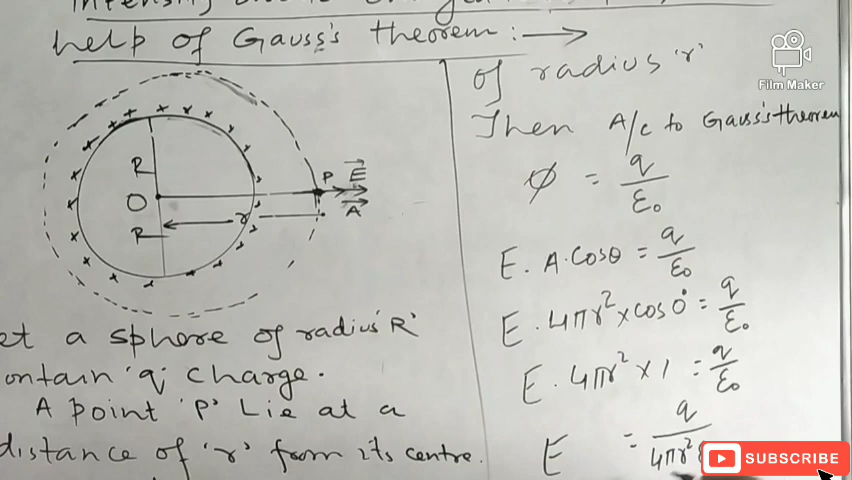 help of Gauss's theorem :→
R
O
R
r
P
E
A
et a sphere of radius 'R'
ontain 'q' charge.
A point 'P' Lie at a
distance of 'r' from its centre.
of radius 'r'
Then A/c to Gauss's theorem
ϕ = q/ε₀
E. A.cosθ = q/ε₀
E. 4πr² × cos 0° = q/ε₀
E. 4πr² × 1 = q/ε₀
E = q/4πr²
Film Maker
SUBSCRIBE